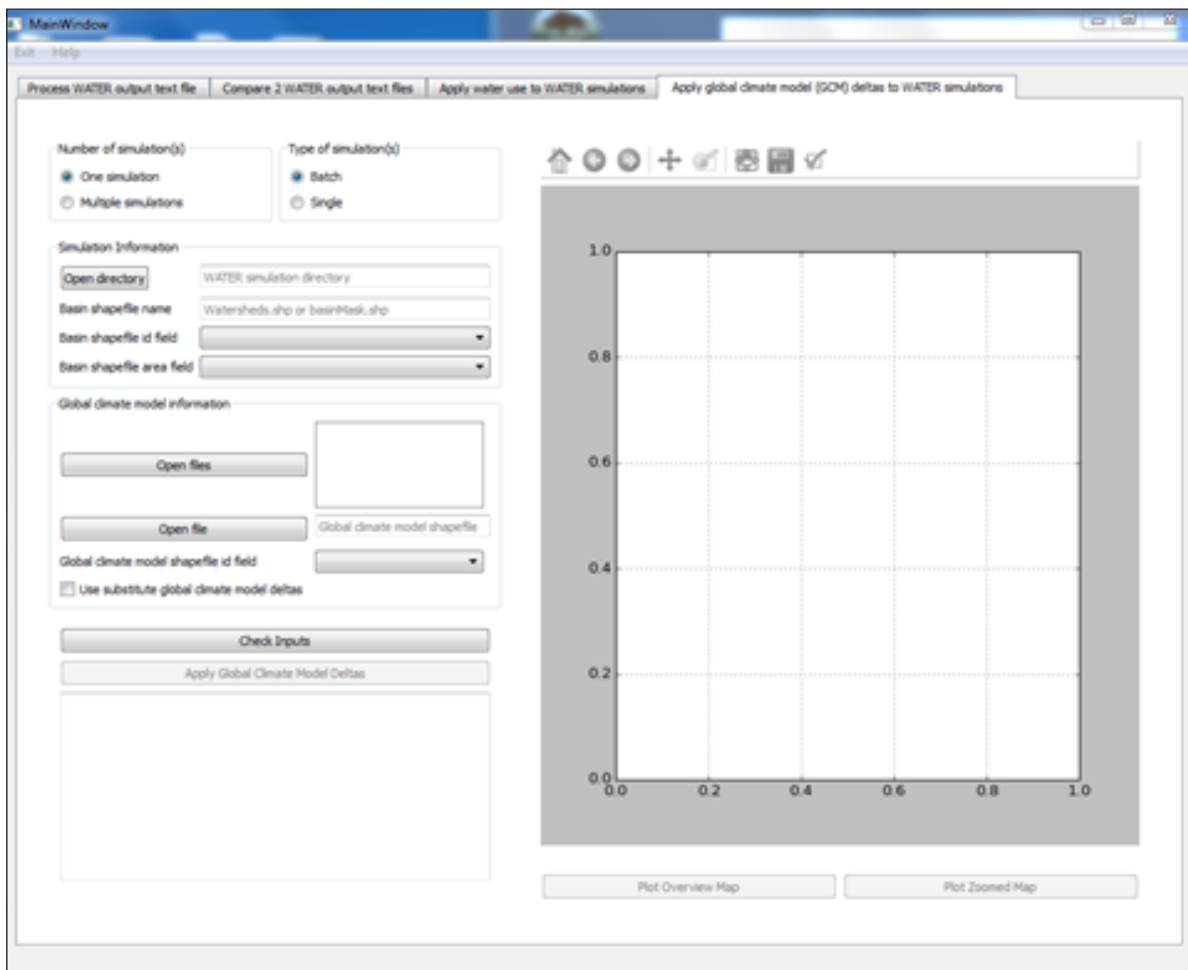 MainWindow
Exit Help
Process WATER output text file Compare 2 WATER output text files Apply water use to WATER simulations Apply global climate model (GCM) deltas to WATER simulations
Number of simulation(s)
One simulation
Multiple simulations
Type of simulation(s)
Batch
Single
Simulation Information
Open directory WATER simulation directory
Basin shapefile name Watersheds.shp or basinMask.shp
Basin shapefile id field
Basin shapefile area field
Global climate model information
Open files
Open file Global climate model shapefile
Global climate model shapefile id field
Use substitute global climate model deltas
Check Inputs
Apply Global Climate Model Deltas
1.0
0.8
0.6
0.4
0.2
0.0
0.0 0.2 0.4 0.6 0.8 1.0
Plot Overview Map Plot Zoomed Map